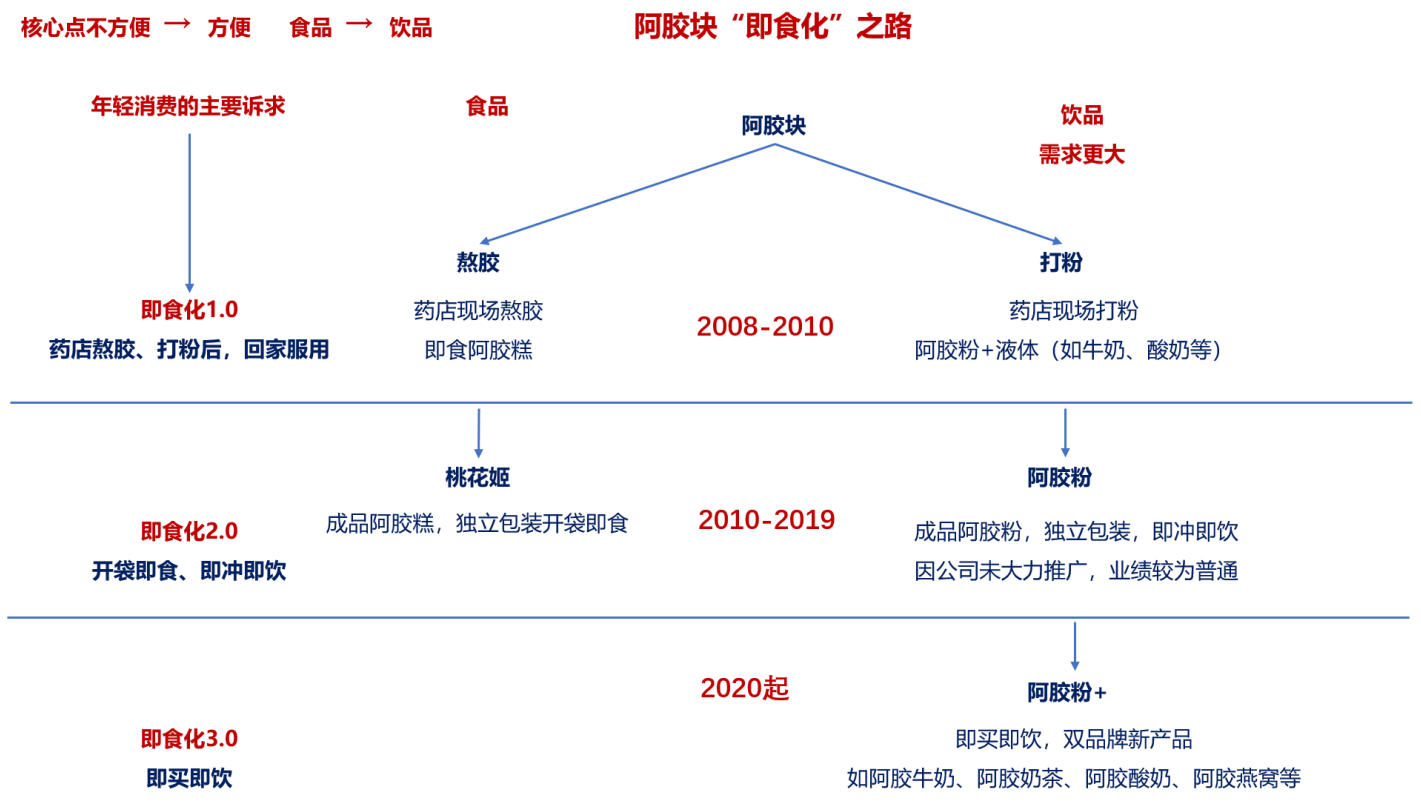 核心点不方便 → 方便 食品 → 饮品
阿胶块“即食化”之路
年轻消费的主要诉求
食品
阿胶块
饮品
需求更大
熬胶
打粉
即食化1.0
药店熬胶、打粉后，回家服用
药店现场熬胶
即食阿胶糕
2008-2010
药店现场打粉
阿胶粉+液体（如牛奶、酸奶等）
桃花姬
阿胶粉
即食化2.0
开袋即食、即冲即饮
成品阿胶糕，独立包装开袋即食
2010-2019
成品阿胶粉，独立包装，即冲即饮
因公司未大力推广，业绩较为普通
2020起
阿胶粉+
即食化3.0
即买即饮
即买即饮，双品牌新产品
如阿胶牛奶、阿胶奶茶、阿胶酸奶、阿胶燕窝等